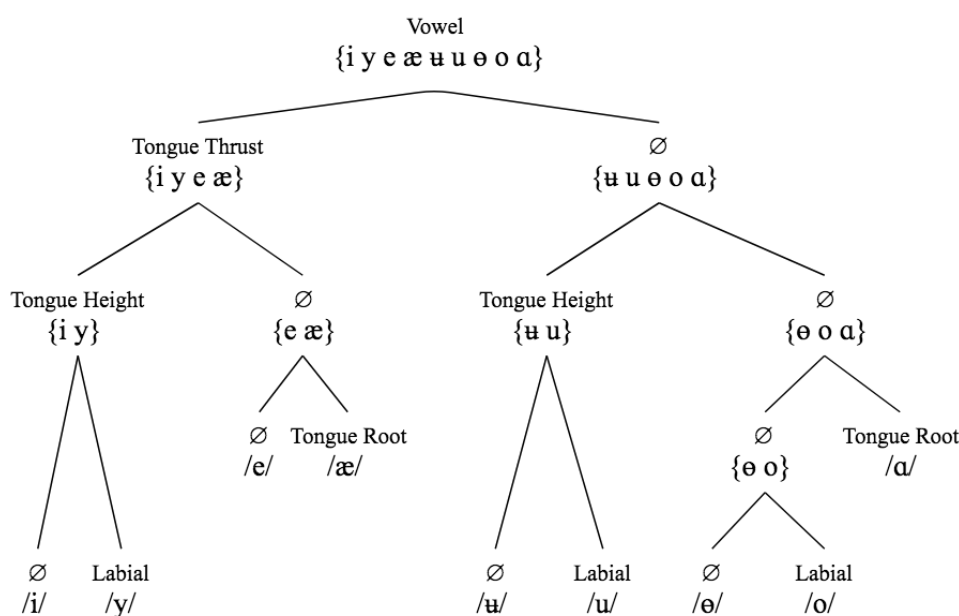 Vowel
{i y e æ ʉ u ɵ o ɑ}
Tongue Thrust ∅
{i y e æ} {ʉ u ɵ o ɑ}
Tongue Height ∅ Tongue Height ∅
{i y} {e æ} {ʉ u} {ɵ o ɑ}
∅ Tongue Root ∅ Tongue Root
/e/ /æ/ {ɵ o} /ɑ/
∅ Labial ∅ Labial ∅ Labial
/i/ /y/ /ʉ/ /u/ /ɵ/ /o/